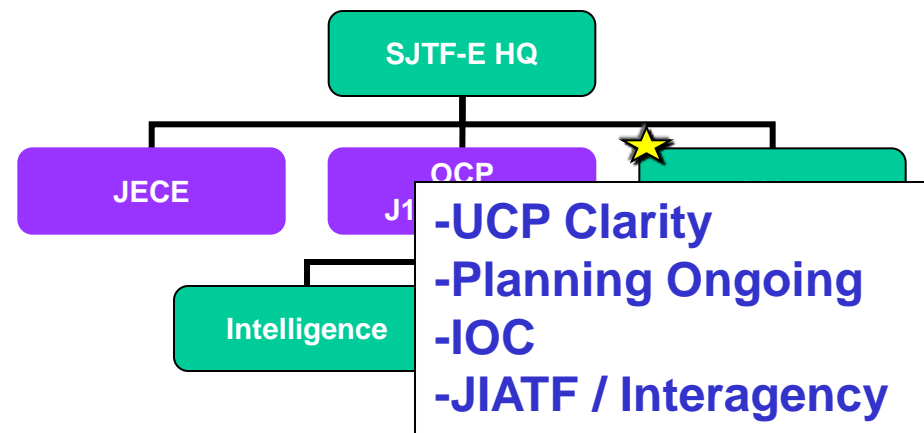 SJTF-E HQ
JECE
OCP
J1
Intelligence
-UCP Clarity
-Planning Ongoing
-IOC
-JIATF / Interagency